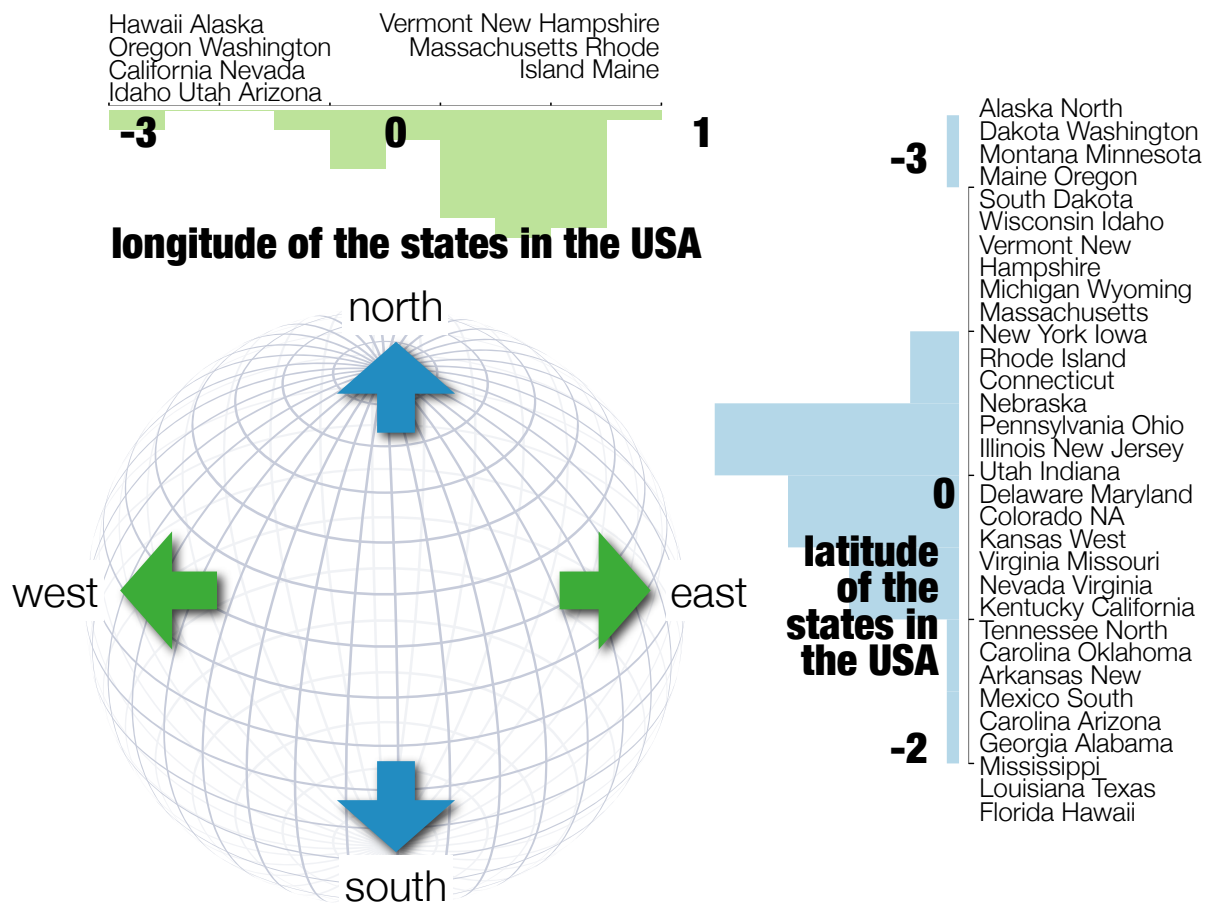 Hawaii Alaska
Oregon Washington
California Nevada
Idaho Utah Arizona
Vermont New Hampshire
Massachusetts Rhode
Island Maine
-3
0
1
longitude of the states in the USA
north
west
east
south
-3
0
-2
latitude
of the
states in
the USA
Alaska North
Dakota Washington
Montana Minnesota
Maine Oregon
South Dakota
Wisconsin Idaho
Vermont New
Hampshire
Michigan Wyoming
Massachusetts
New York Iowa
Rhode Island
Connecticut
Nebraska
Pennsylvania Ohio
Illinois New Jersey
Utah Indiana
Delaware Maryland
Colorado NA
Kansas West
Virginia Missouri
Nevada Virginia
Kentucky California
Tennessee North
Carolina Oklahoma
Arkansas New
Mexico South
Carolina Arizona
Georgia Alabama
Mississippi
Louisiana Texas
Florida Hawaii